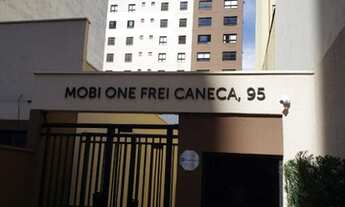 MOBI ONE FREI CANECA, 95